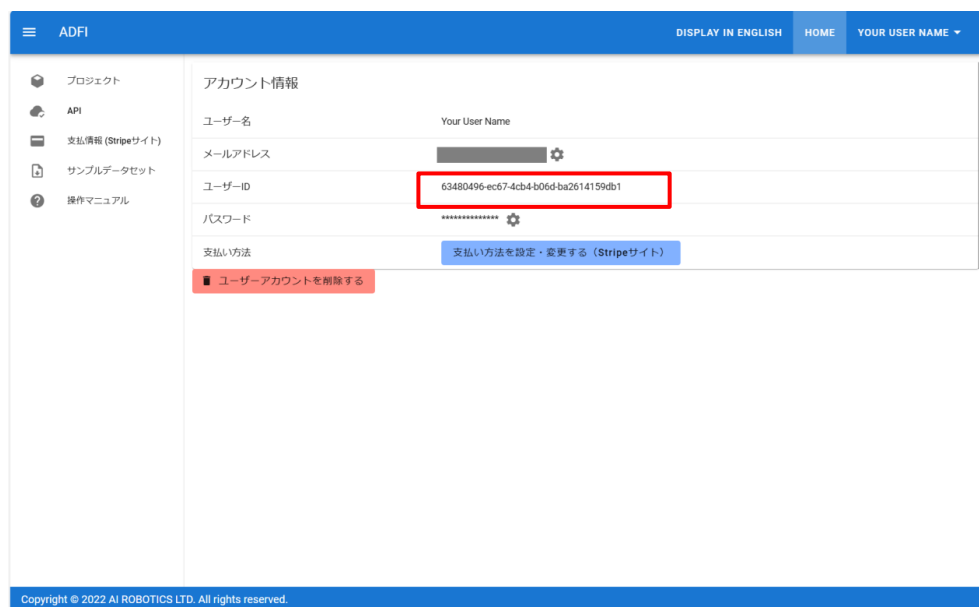 ADFI
DISPLAY IN ENGLISH HOME YOUR USER NAME
プロジェクト
API
支払情報 (Stripeサイト)
サンプルデータセット
操作マニュアル
アカウント情報
ユーザー名 Your User Name
メールアドレス
ユーザーID 63480496-ec67-4cb4-b06d-ba2614159db1
パスワード **************
支払い方法 支払い方法を設定・変更する（Stripeサイト）
ユーザーアカウントを削除する
Copyright © 2022 AI ROBOTICS LTD. All rights reserved.